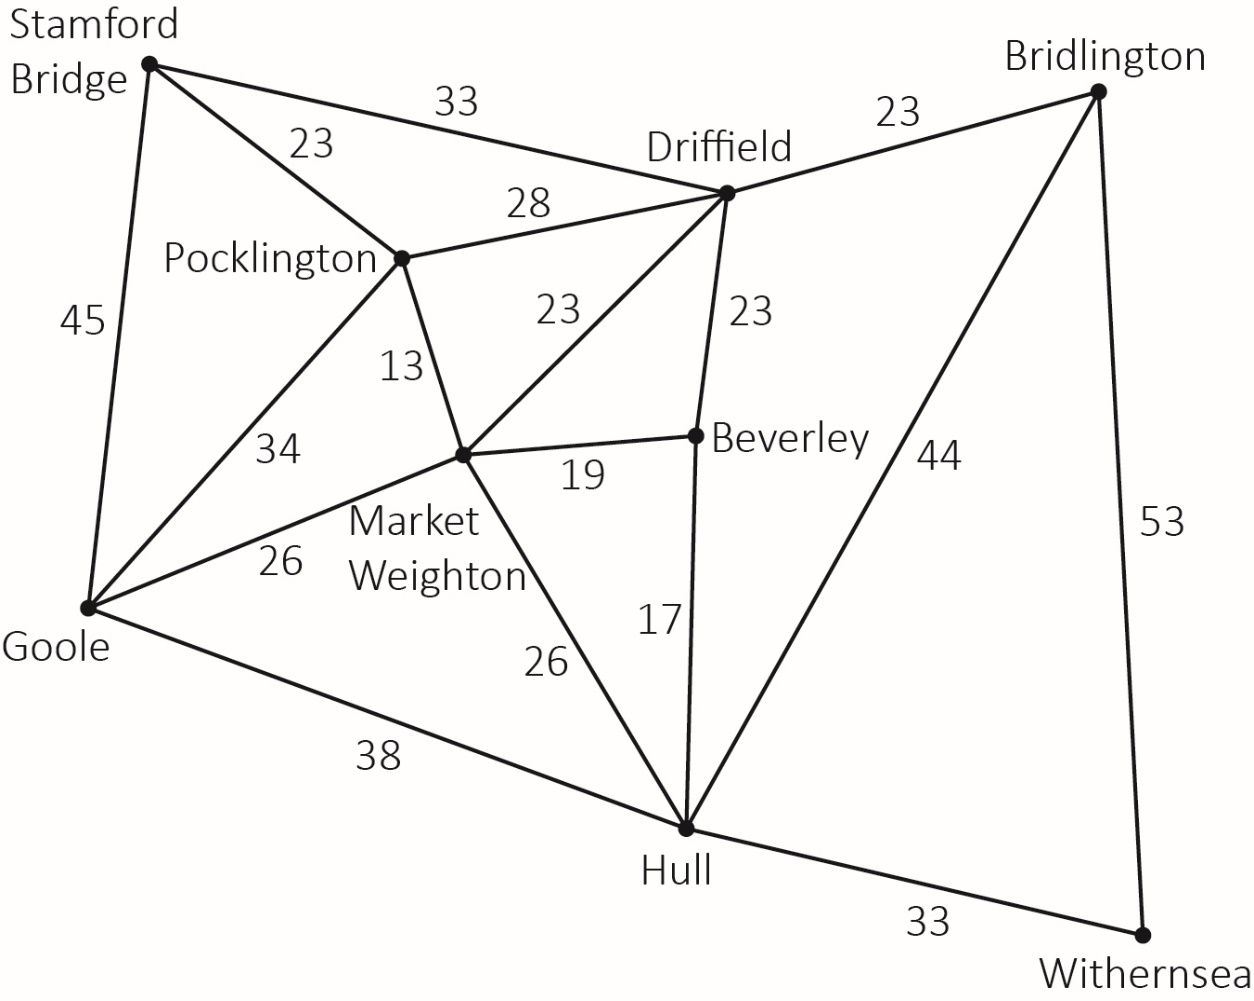 Stamford
Bridge
Bridlington
33
23
23
Driffield
28
Pocklington
23
23
45
13
34
Beverley
19
44
Market
Weighton
26
53
17
26
Goole
38
Hull
33
Withernsea